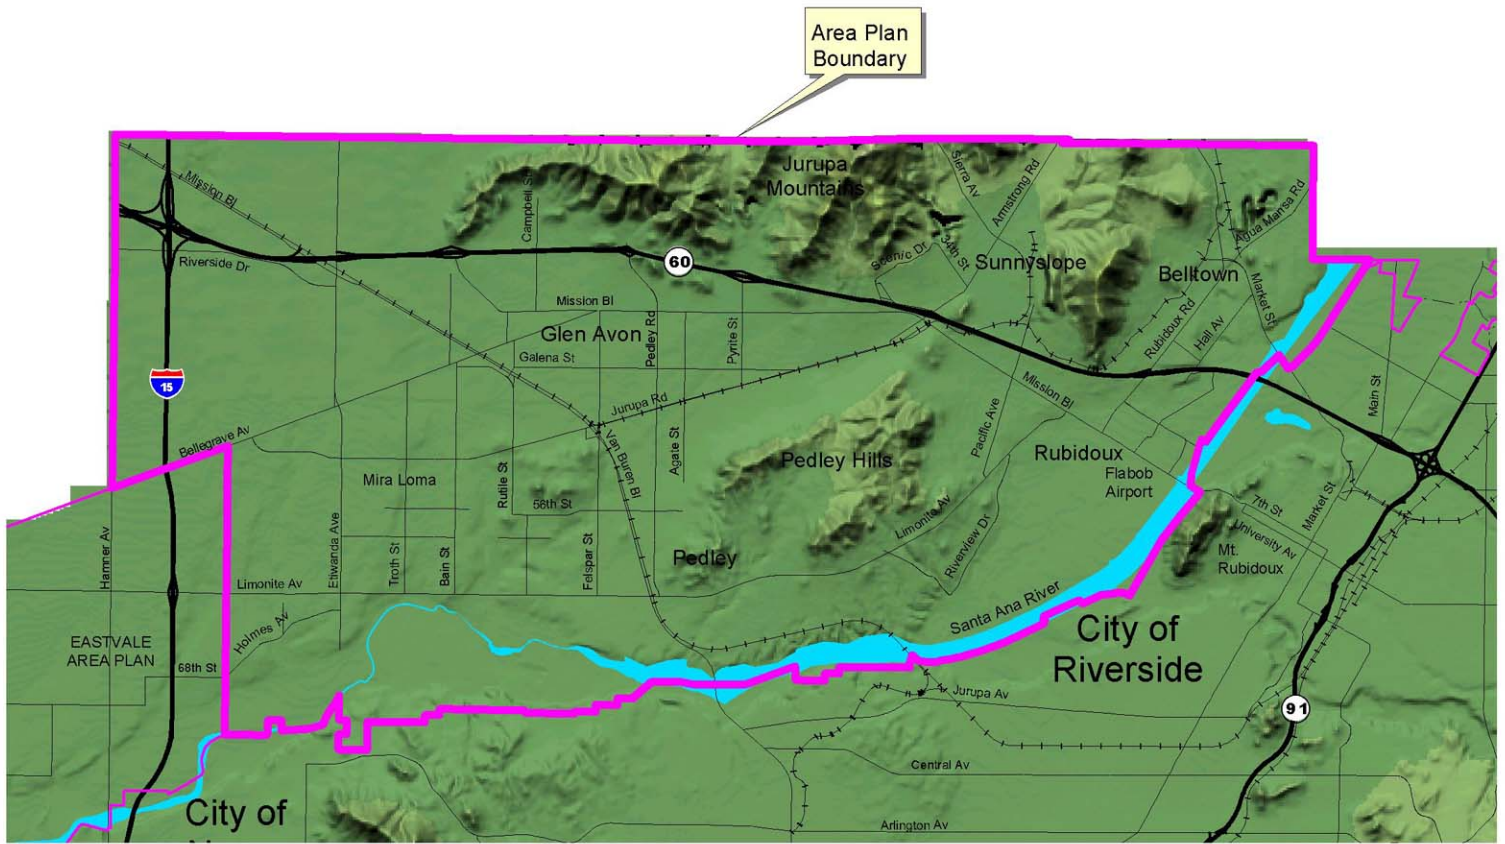 Area Plan
Boundary
Jurupa
Mountains
Mission Bl
Campbell St
Sierra Av
Armstrong Rd
Agua Mansa Rd
Riverside Dr
60
Scenic Dr
34th St
Sunnyslope
Belltown
Market St
Mission Bl
Glen Avon
Pedley Rd
Pyrite St
Galena St
Rubidoux Rd
Hall Av
15
Jurupa Rd
Mission Bl
Main St
Bellegrave Av
Van Buren Bl
Agate St
Pacific Ave
Pedley Hills
Rubidoux
Flabob
Airport
Mira Loma
Rutile St
56th St
Limonite Av
Riverview Dr
7th St
Market St
University Av
Mt.
Rubidoux
Hamner Av
Etiwanda Ave
Troth St
Bain St
Felspar St
Pedley
Limonite Av
Holmes Av
Santa Ana River
EASTVALE
AREA PLAN
68th St
City of
Riverside
Jurupa Av
91
Central Av
City of
Arlington Av